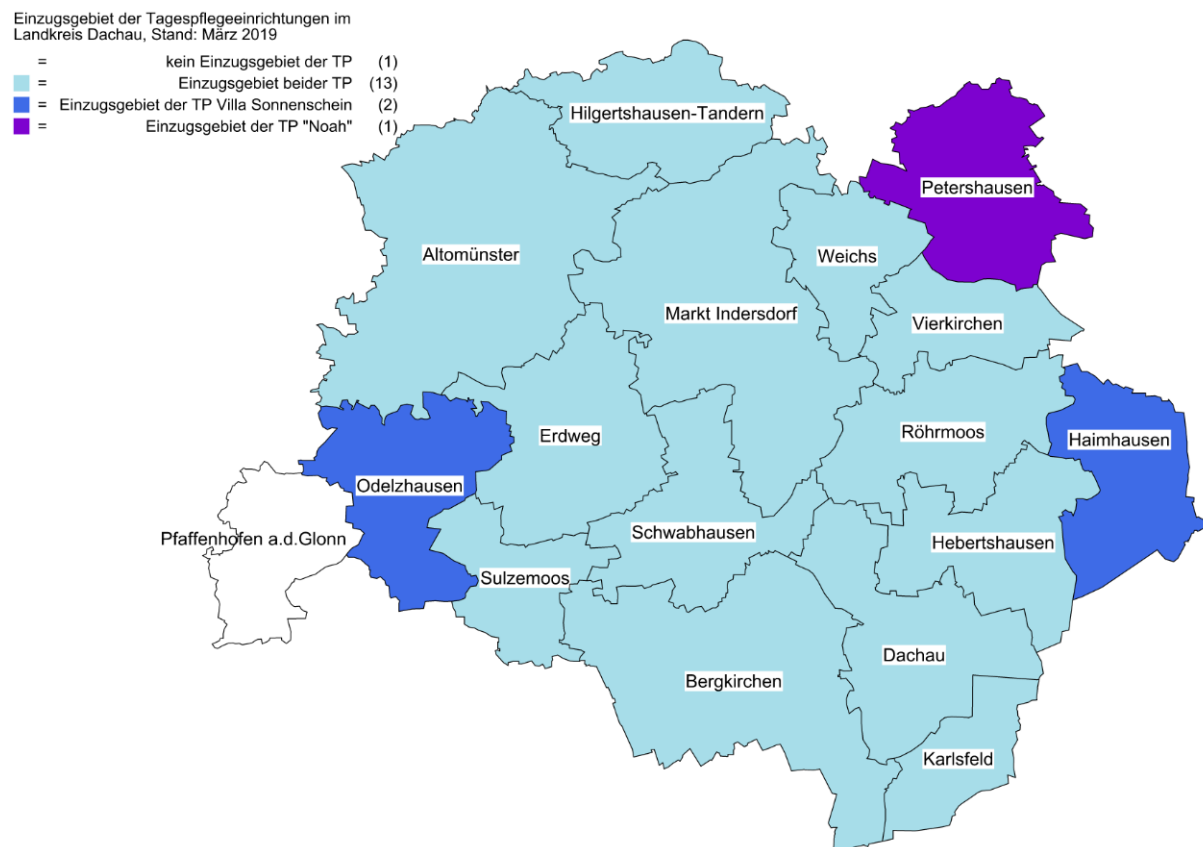 Einzugsgebiet der Tagespflegeeinrichtungen im
Landkreis Dachau, Stand: März 2019
= kein Einzugsgebiet der TP (1)
= Einzugsgebiet beider TP (13)
= Einzugsgebiet der TP Villa Sonnenschein (2)
= Einzugsgebiet der TP "Noah" (1)
Hilgertshausen-Tandern
Petershausen
Altomünster
Weichs
Markt Indersdorf
Vierkirchen
Erdweg
Röhrmoos
Haimhausen
Odelzhausen
Pfaffenhofen a.d.Glonn
Schwabhausen
Hebertshausen
Sulzemoos
Dachau
Bergkirchen
Karlsfeld